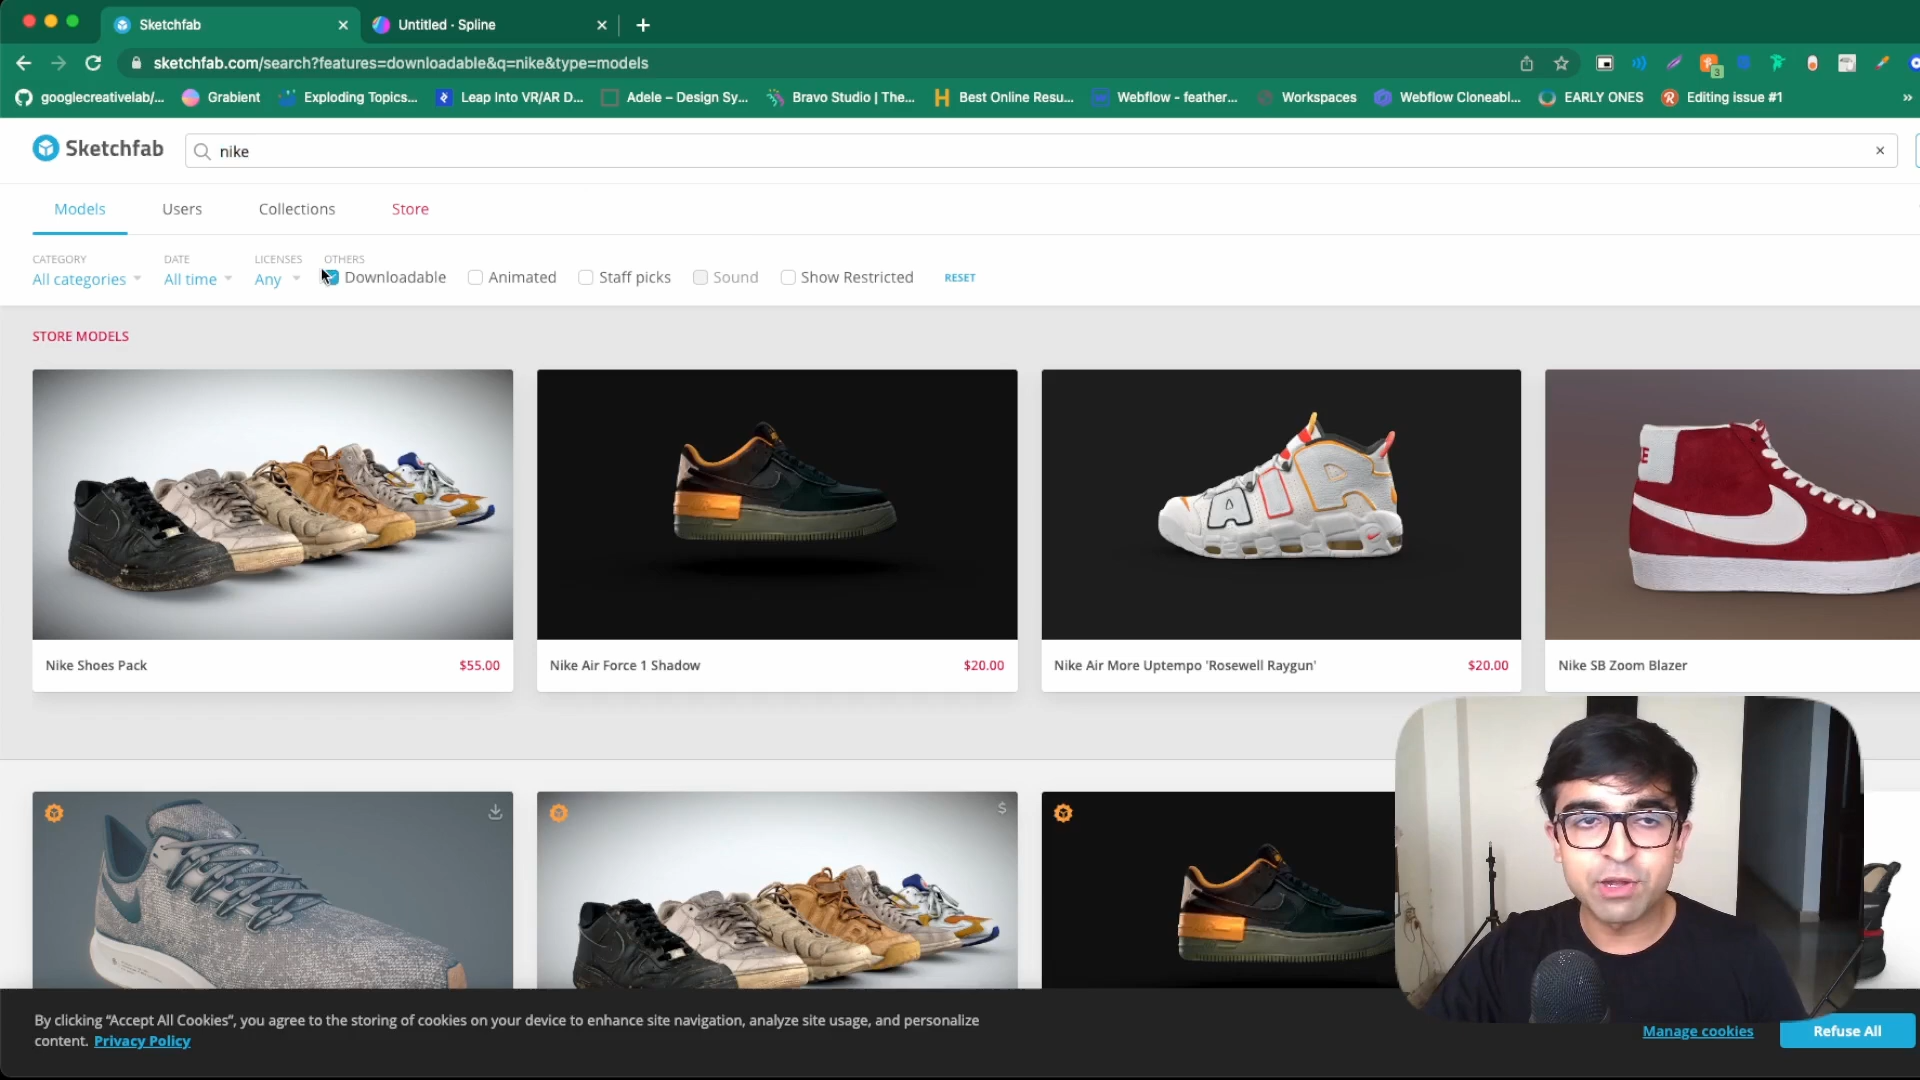 Sketchfab
Untitled · Spline
sketchfab.com/search?features=downloadable&q=nike&type=models
3
googlecreativelab/...
Grabient
Exploding Topics...
Leap Into VR/AR D...
Adele – Design Sy...
Bravo Studio | The...
Best Online Resu...
Webflow - feather...
Workspaces
Webflow Cloneabl...
EARLY ONES
Editing issue #1
»
Sketchfab
nike
Models
Users
Collections
Store
CATEGORY
DATE
LICENSES
OTHERS
All categories
All time
Any
Downloadable
Animated
Staff picks
Sound
Show Restricted
RESET
STORE MODELS
AIR
Nike Shoes Pack
$55.00
Nike Air Force 1 Shadow
$20.00
Nike Air More Uptempo 'Rosewell Raygun'
$20.00
Nike SB Zoom Blazer
$
By clicking “Accept All Cookies”, you agree to the storing of cookies on your device to enhance site navigation, analyze site usage, and personalize
content. Privacy Policy
Manage cookies
Refuse All